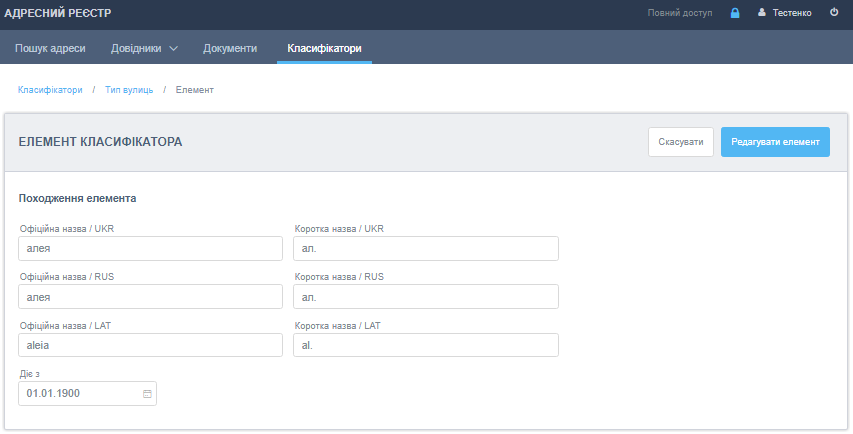 АДРЕСНИЙ РЕЄСТР
Повний доступ Тестенко
Пошук адреси Довідники Документи Класифікатори
Класифікатори / Тип вулиць / Елемент
ЕЛЕМЕНТ КЛАСИФІКАТОРА
Скасувати Редагувати елемент
Походження елемента
Офіційна назва / UKR Коротка назва / UKR
алея ал.
Офіційна назва / RUS Коротка назва / RUS
алея ал.
Офіційна назва / LAT Коротка назва / LAT
aleia al.
Діє з
01.01.1900